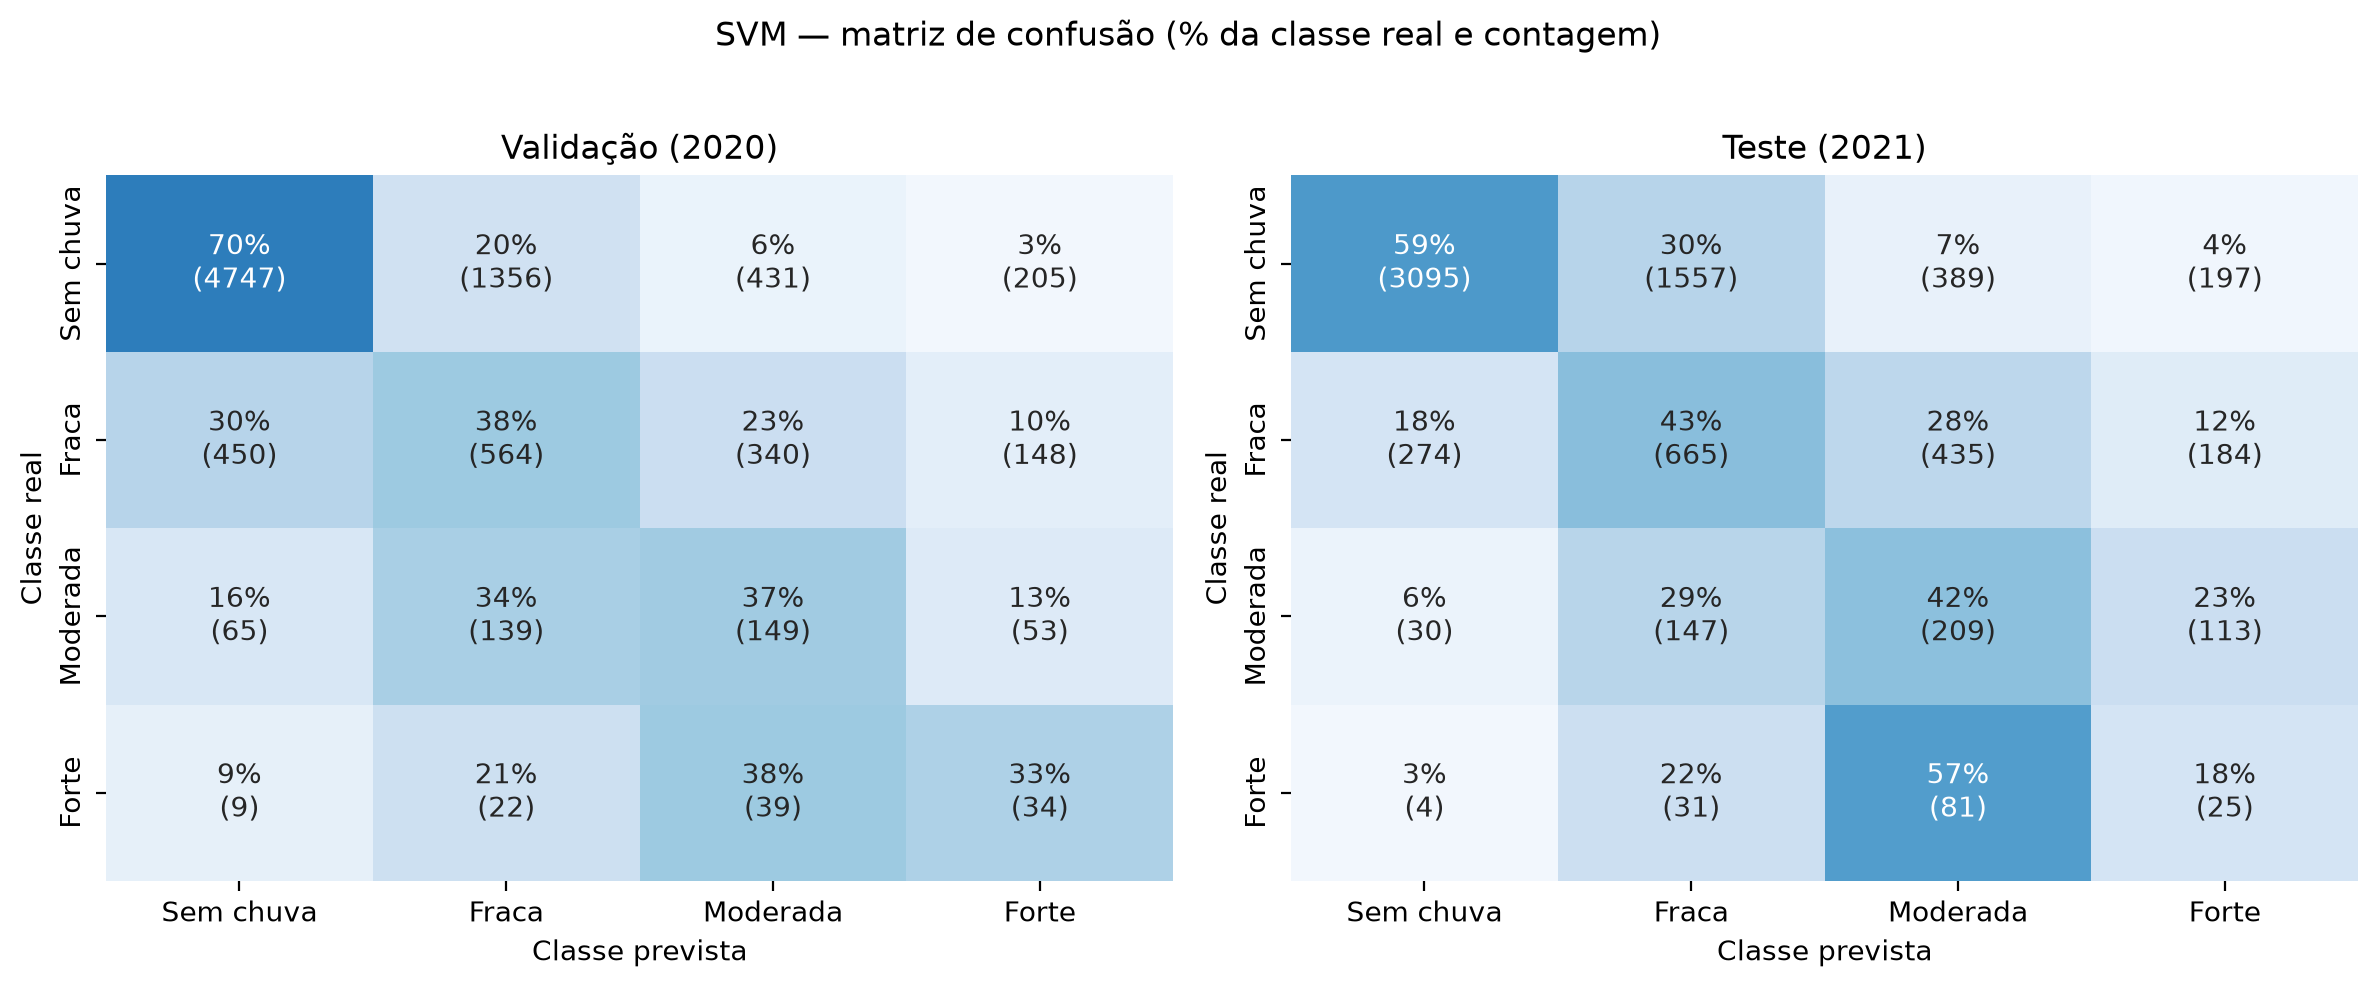 SVM — matriz de confusão (% da classe real e contagem)
Validação (2020)
Classe real
Sem chuva
70%
(4747)
20%
(1356)
6%
(431)
3%
(205)
Fraca
30%
(450)
38%
(564)
23%
(340)
10%
(148)
Moderada
16%
(65)
34%
(139)
37%
(149)
13%
(53)
Forte
9%
(9)
21%
(22)
38%
(39)
33%
(34)
Sem chuva
Fraca
Moderada
Forte
Classe prevista
Teste (2021)
Classe real
Sem chuva
59%
(3095)
30%
(1557)
7%
(389)
4%
(197)
Fraca
18%
(274)
43%
(665)
28%
(435)
12%
(184)
Moderada
6%
(30)
29%
(147)
42%
(209)
23%
(113)
Forte
3%
(4)
22%
(31)
57%
(81)
18%
(25)
Sem chuva
Fraca
Moderada
Forte
Classe prevista